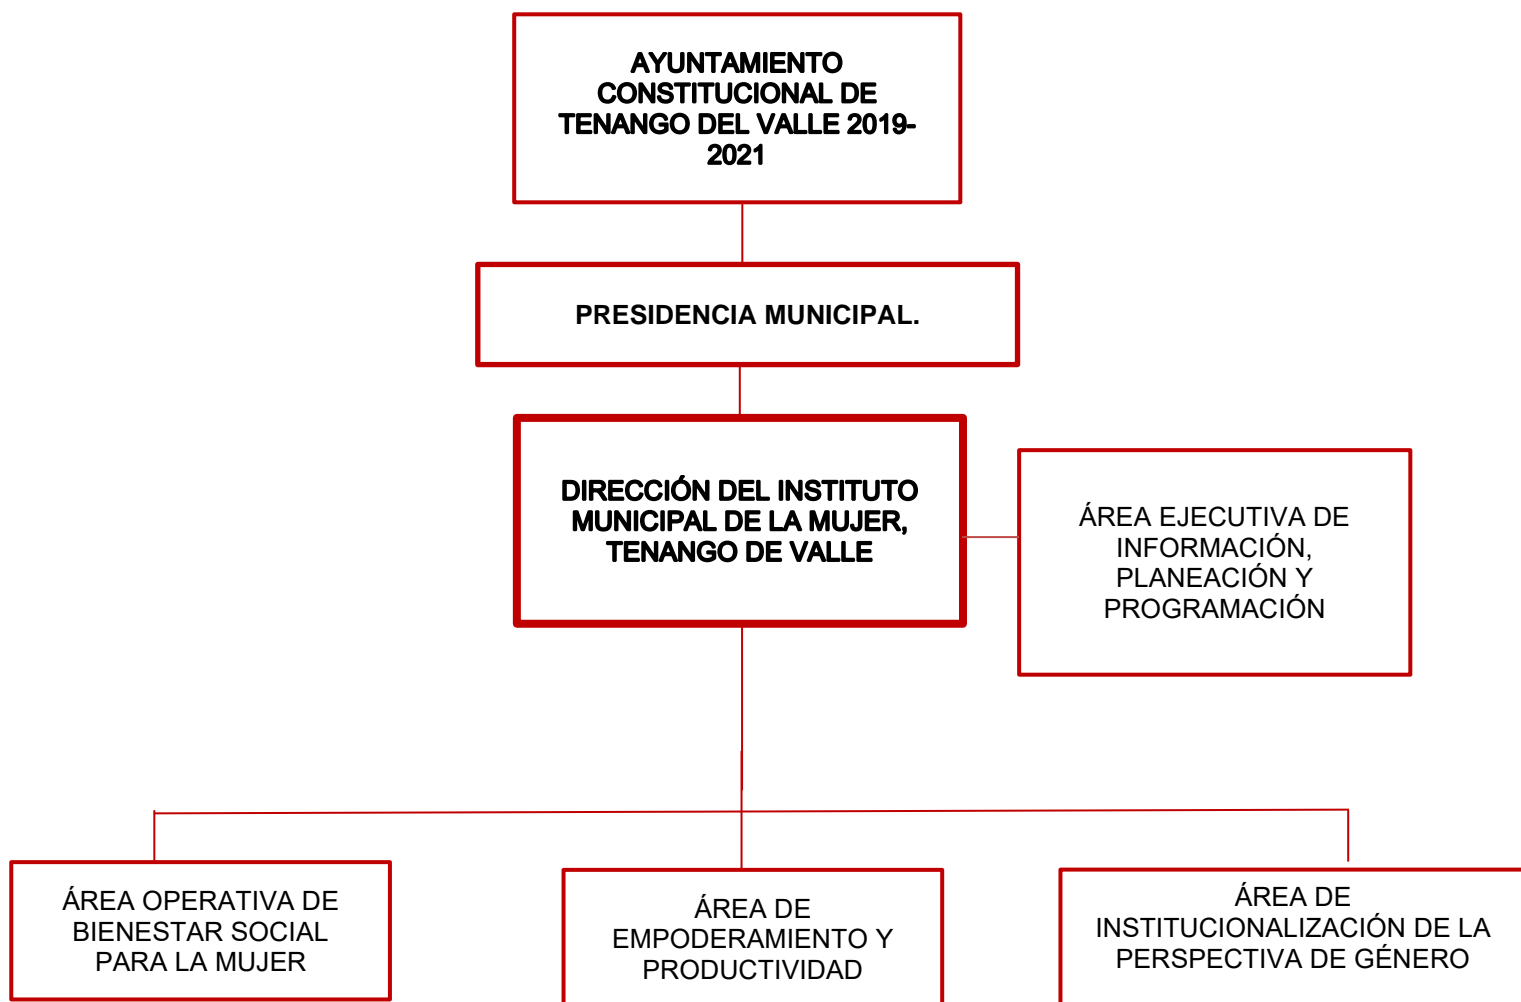 AYUNTAMIENTO
CONSTITUCIONAL DE
TENANGO DEL VALLE 2019-
2021
PRESIDENCIA MUNICIPAL.
DIRECCIÓN DEL INSTITUTO
MUNICIPAL DE LA MUJER,
TENANGO DE VALLE
ÁREA EJECUTIVA DE
INFORMACIÓN,
PLANEACIÓN Y
PROGRAMACIÓN
ÁREA OPERATIVA DE
BIENESTAR SOCIAL
PARA LA MUJER
ÁREA DE
EMPODERAMIENTO Y
PRODUCTIVIDAD
ÁREA DE
INSTITUCIONALIZACIÓN DE LA
PERSPECTIVA DE GÉNERO